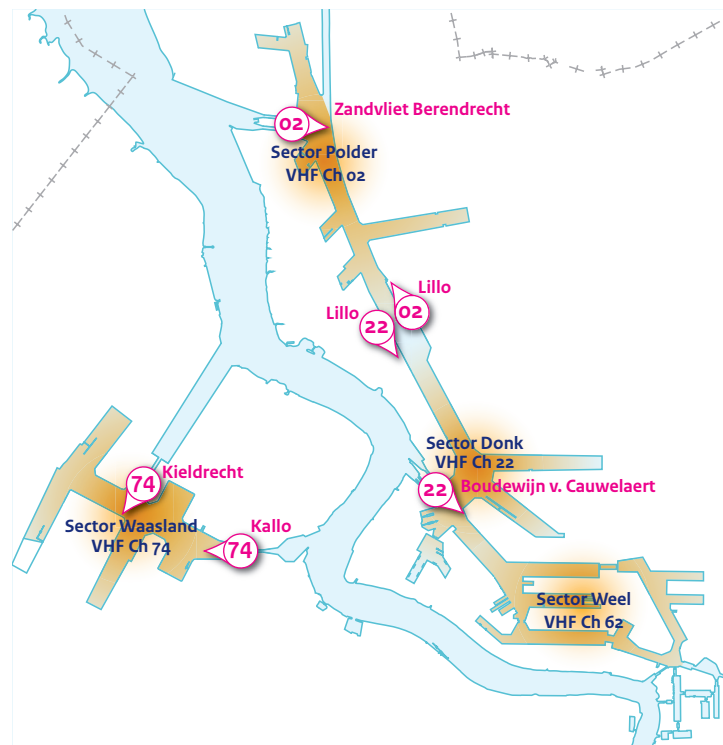 Zandvliet Berendrecht
02
Sector Polder
VHF Ch 02
Lillo
02
Lillo
22
Sector Donk
VHF Ch 22
22
Boudewijn v. Cauwelaert
Kieldrecht
74
Sector Waasland
VHF Ch 74
Kallo
74
Sector Weel
VHF Ch 62